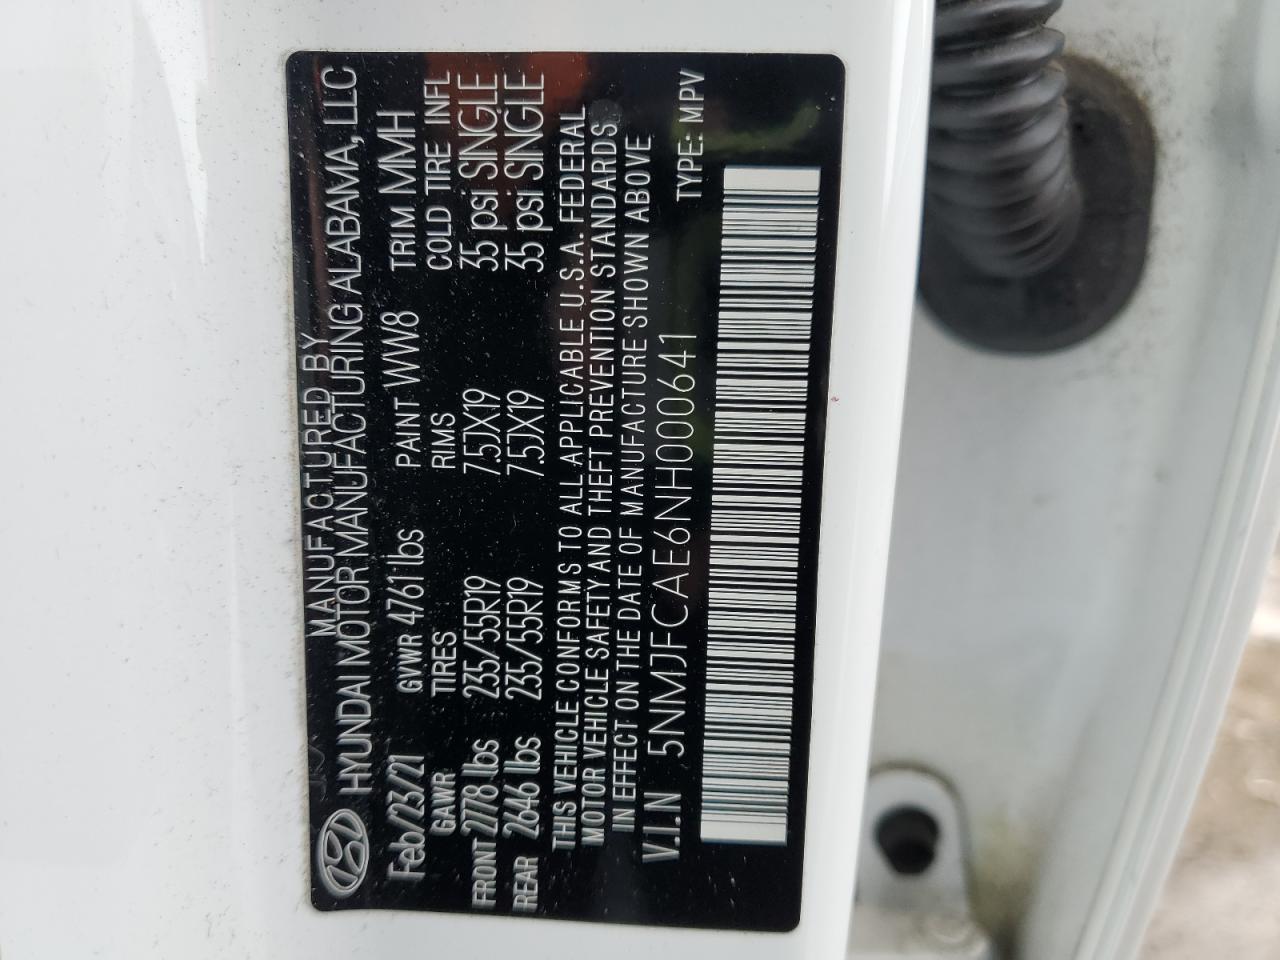 MANUFACTURED BY
HYUNDAI MOTOR MANUFACTURING ALABAMA, LLC
Feb/23/21 GVWR 4761 lbs PAINT WW8 TRIM MMH
GAWR TIRES RIMS COLD TIRE INFL
FRONT 2778 lbs 235/55R19 7.5JX19 35 psi SINGLE
REAR 2646 lbs 235/55R19 7.5JX19 35 psi SINGLE
THIS VEHICLE CONFORMS TO ALL APPLICABLE U.S.A. FEDERAL
MOTOR VEHICLE SAFETY AND THEFT PREVENTION STANDARDS
IN EFFECT ON THE DATE OF MANUFACTURE SHOWN ABOVE
V.I.N 5NMJFCAE6NH000641 TYPE: MPV